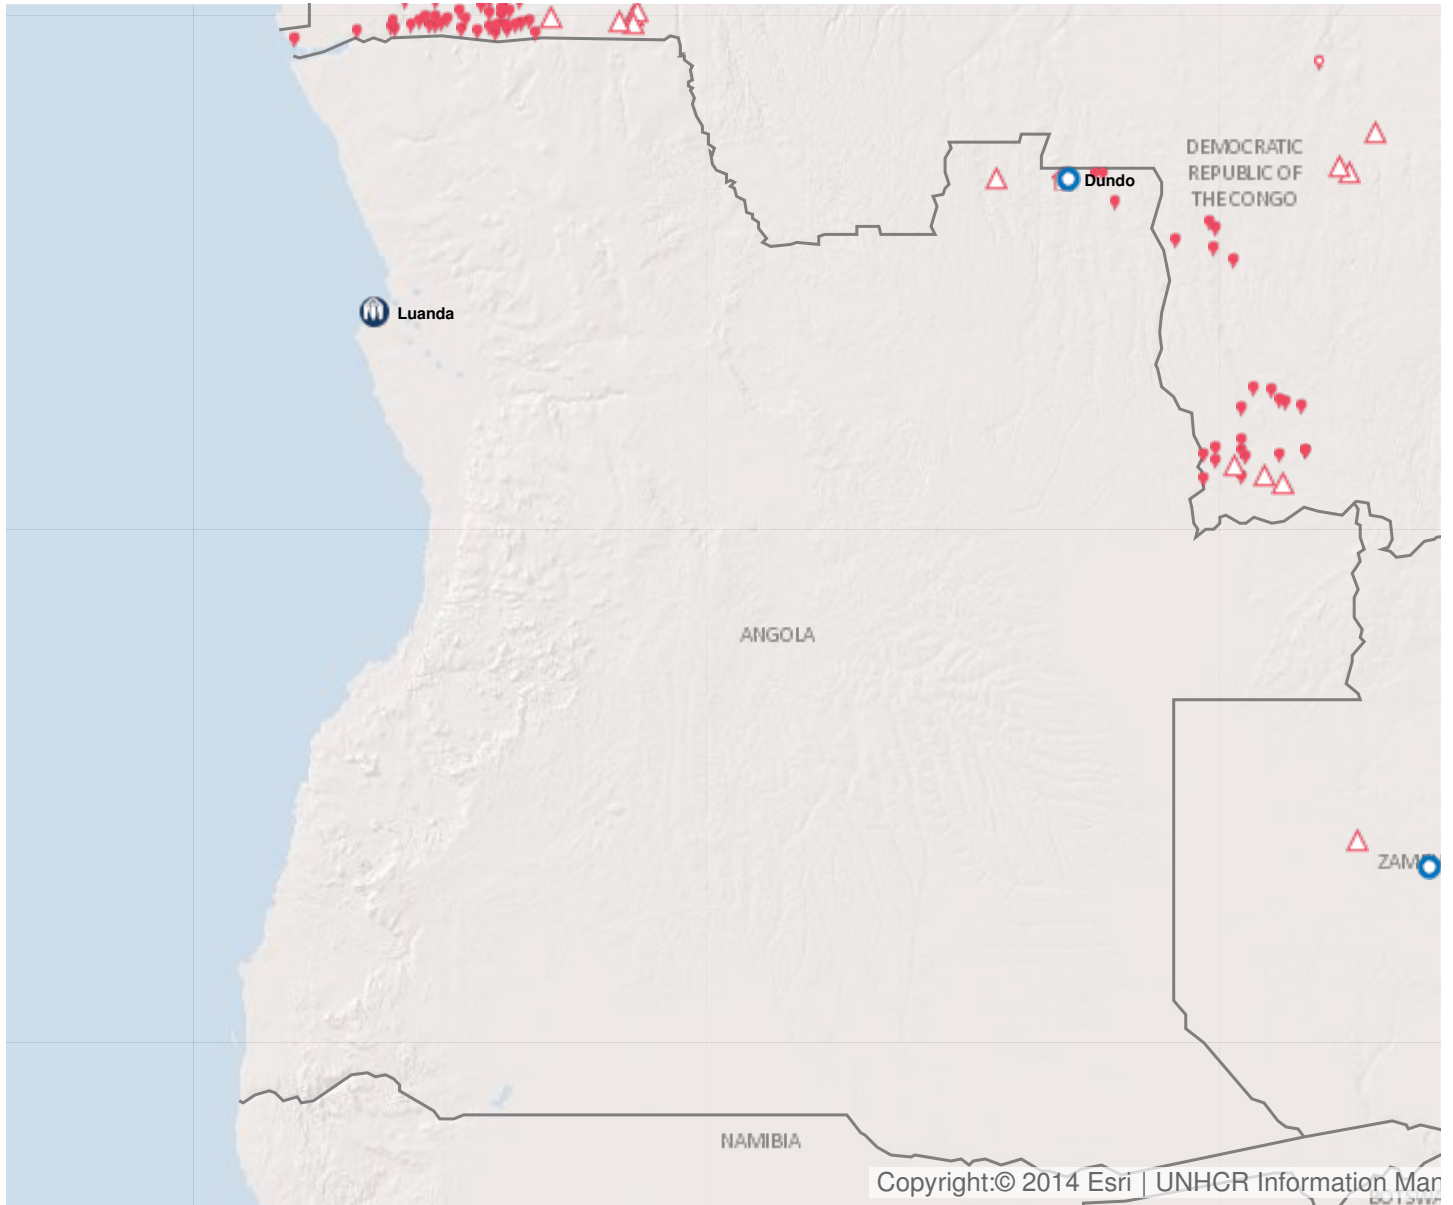 DEMOCRATIC
REPUBLIC OF
THE CONGO
Dundo
Luanda
ANGOLA
NAMIBIA
Copyright:© 2014 Esri | UNHCR Information Man